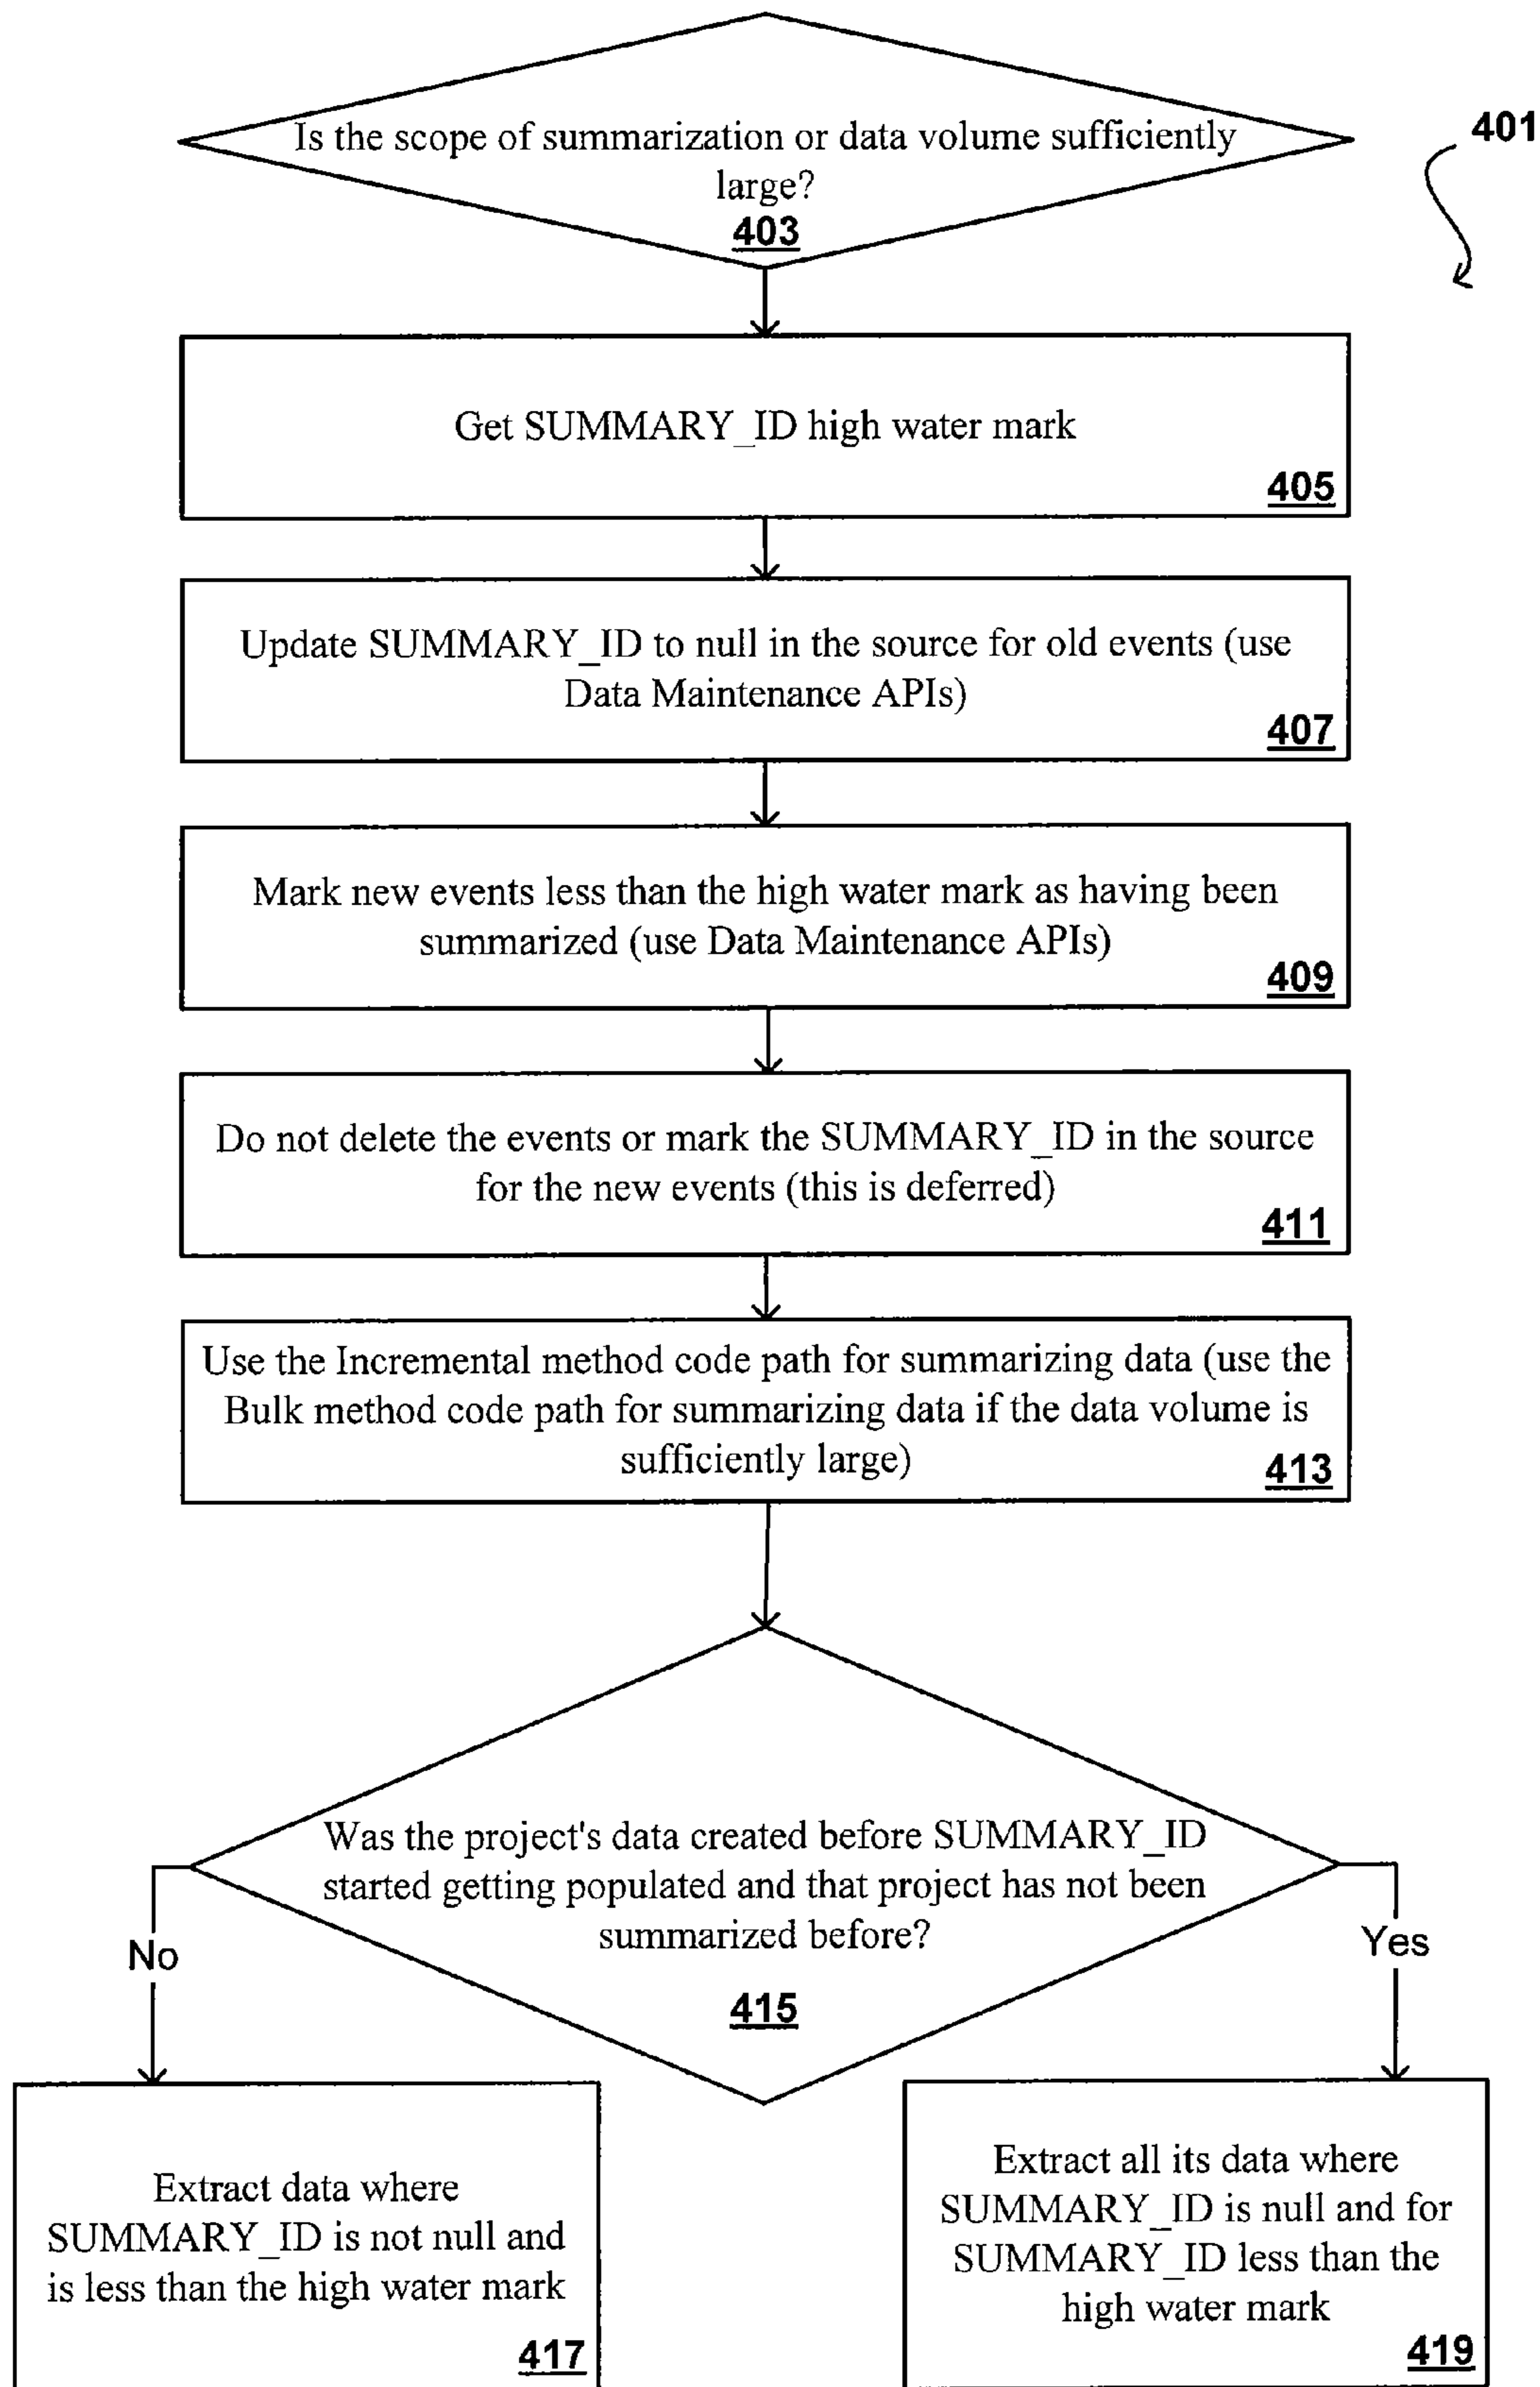 Is the scope of summarization or data volume sufficiently
large?
403
401
Get SUMMARY_ID high water mark
405
Update SUMMARY_ID to null in the source for old events (use
Data Maintenance APIs)
407
Mark new events less than the high water mark as having been
summarized (use Data Maintenance APIs)
409
Do not delete the events or mark the SUMMARY_ID in the source
for the new events (this is deferred)
411
Use the Incremental method code path for summarizing data (use the
Bulk method code path for summarizing data if the data volume is
sufficiently large)
413
Was the project's data created before SUMMARY_ID
started getting populated and that project has not been
summarized before?
415
No
Yes
Extract data where
SUMMARY_ID is not null and
is less than the high water mark
417
Extract all its data where
SUMMARY_ID is null and for
SUMMARY_ID less than the
high water mark
419